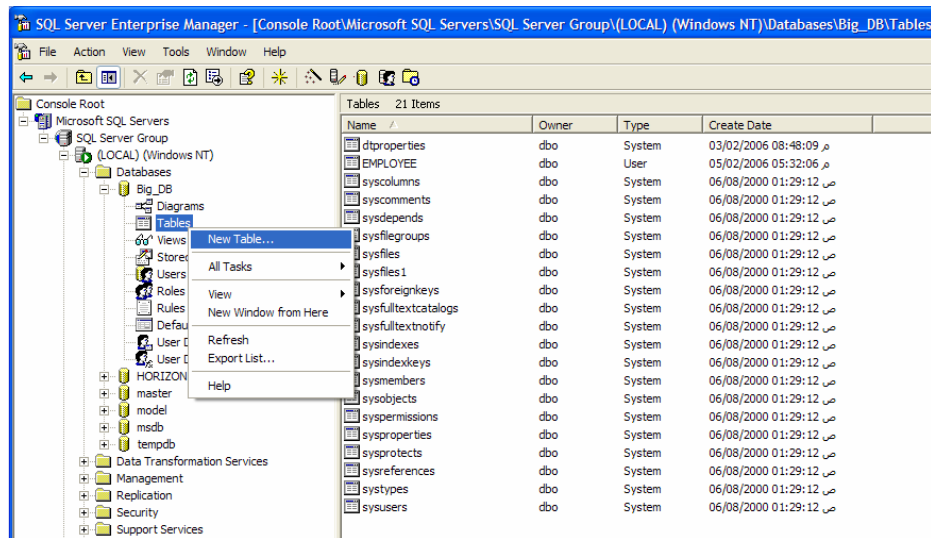 SQL Server Enterprise Manager - [Console Root\Microsoft SQL Servers\SQL Server Group\(LOCAL) (Windows NT)\Databases\Big_DB\Tables
File Action View Tools Window Help
Console Root
Microsoft SQL Servers
SQL Server Group
(LOCAL) (Windows NT)
Databases
Big_DB
Diagrams
Tables
Views
Stored
Users
Roles
Rules
Defau
User D
User D
HORIZON
master
model
msdb
tempdb
Data Transformation Services
Management
Replication
Security
Support Services
New Table...
All Tasks
View
New Window from Here
Refresh
Export List...
Help
Tables 21 Items
Name Owner Type Create Date
dtproperties dbo System 03/02/2006 08:48:09 م
EMPLOYEE dbo User 05/02/2006 05:32:06 م
syscolumns dbo System 06/08/2000 01:29:12 ص
syscomments dbo System 06/08/2000 01:29:12 ص
sysdepends dbo System 06/08/2000 01:29:12 ص
sysfilegroups dbo System 06/08/2000 01:29:12 ص
sysfiles dbo System 06/08/2000 01:29:12 ص
sysfiles1 dbo System 06/08/2000 01:29:12 ص
sysforeignkeys dbo System 06/08/2000 01:29:12 ص
sysfulltextcatalogs dbo System 06/08/2000 01:29:12 ص
sysfulltextnotify dbo System 06/08/2000 01:29:12 ص
sysindexes dbo System 06/08/2000 01:29:12 ص
sysindexkeys dbo System 06/08/2000 01:29:12 ص
sysmembers dbo System 06/08/2000 01:29:12 ص
sysobjects dbo System 06/08/2000 01:29:12 ص
syspermissions dbo System 06/08/2000 01:29:12 ص
sysproperties dbo System 06/08/2000 01:29:12 ص
sysprotects dbo System 06/08/2000 01:29:12 ص
sysreferences dbo System 06/08/2000 01:29:12 ص
systypes dbo System 06/08/2000 01:29:12 ص
sysusers dbo System 06/08/2000 01:29:12 ص